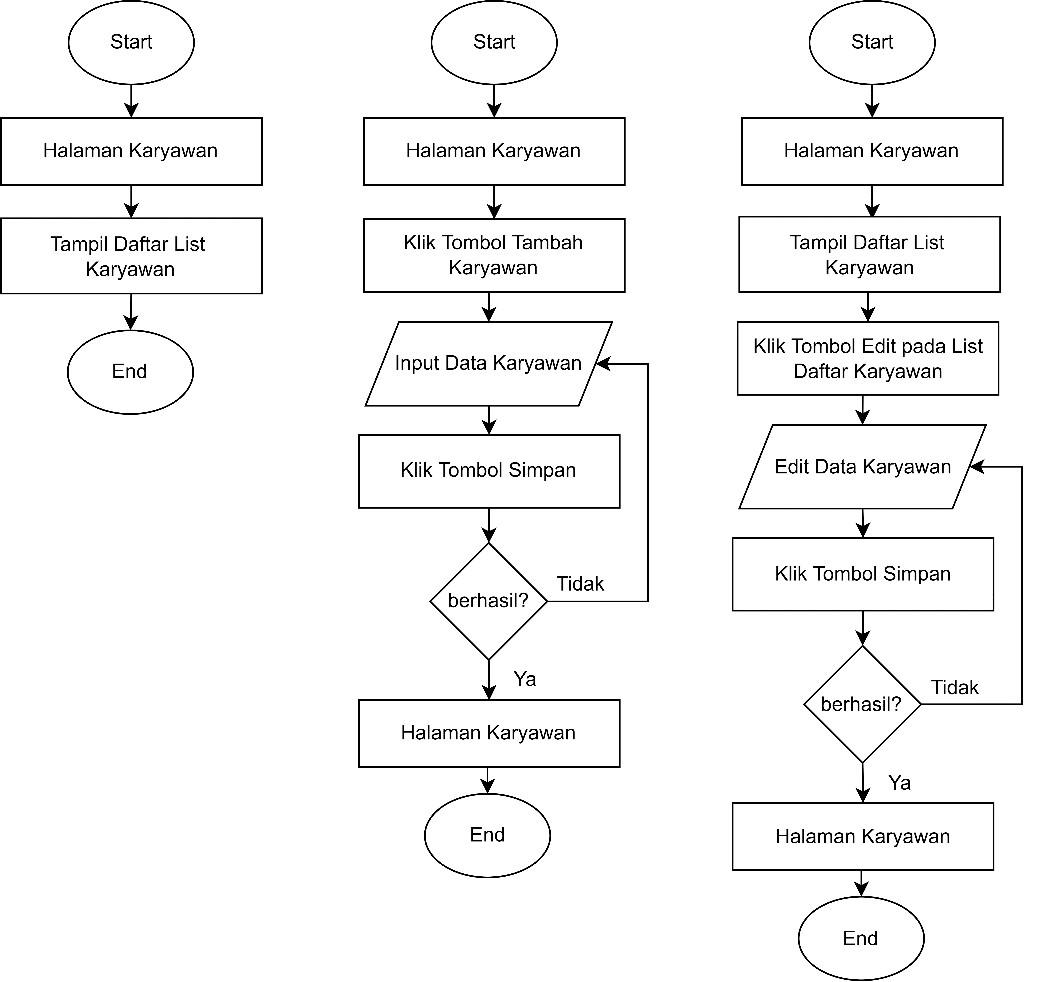 Start
Halaman Karyawan
Tampil Daftar List
Karyawan
End
Start
Halaman Karyawan
Klik Tombol Tambah
Karyawan
Input Data Karyawan
Klik Tombol Simpan
berhasil?
Tidak
Ya
Halaman Karyawan
End
Start
Halaman Karyawan
Tampil Daftar List
Karyawan
Klik Tombol Edit pada List
Daftar Karyawan
Edit Data Karyawan
Klik Tombol Simpan
berhasil?
Tidak
Ya
Halaman Karyawan
End